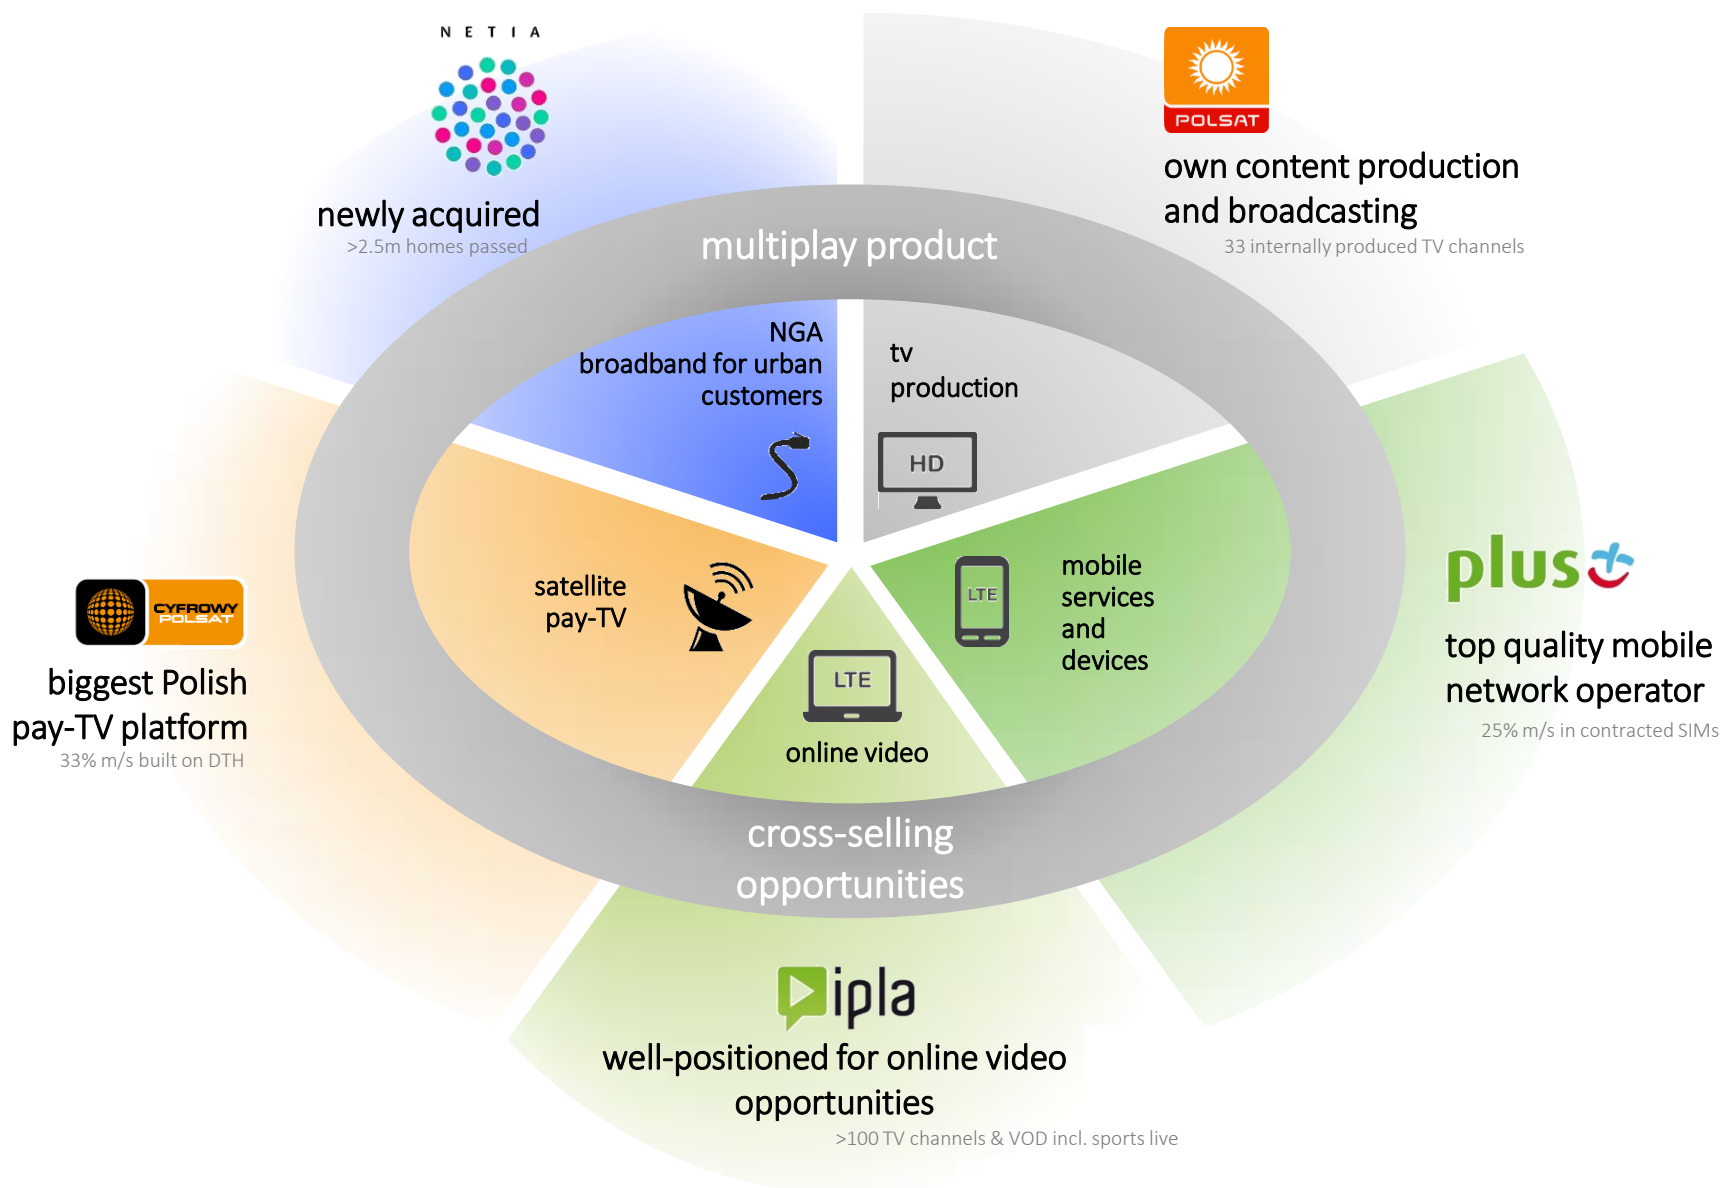 NETIA
newly acquired
>2.5m homes passed
POLSAT
own content production
and broadcasting
33 internally produced TV channels
multiplay product
NGA
broadband for urban
customers
tv
production
HD
satellite
pay-TV
LTE
mobile
services
and
devices
LTE
online video
CYFROWY
POLSAT
biggest Polish
pay-TV platform
33% m/s built on DTH
plus
top quality mobile
network operator
25% m/s in contracted SIMs
cross-selling
opportunities
ipla
well-positioned for online video
opportunities
>100 TV channels & VOD incl. sports live